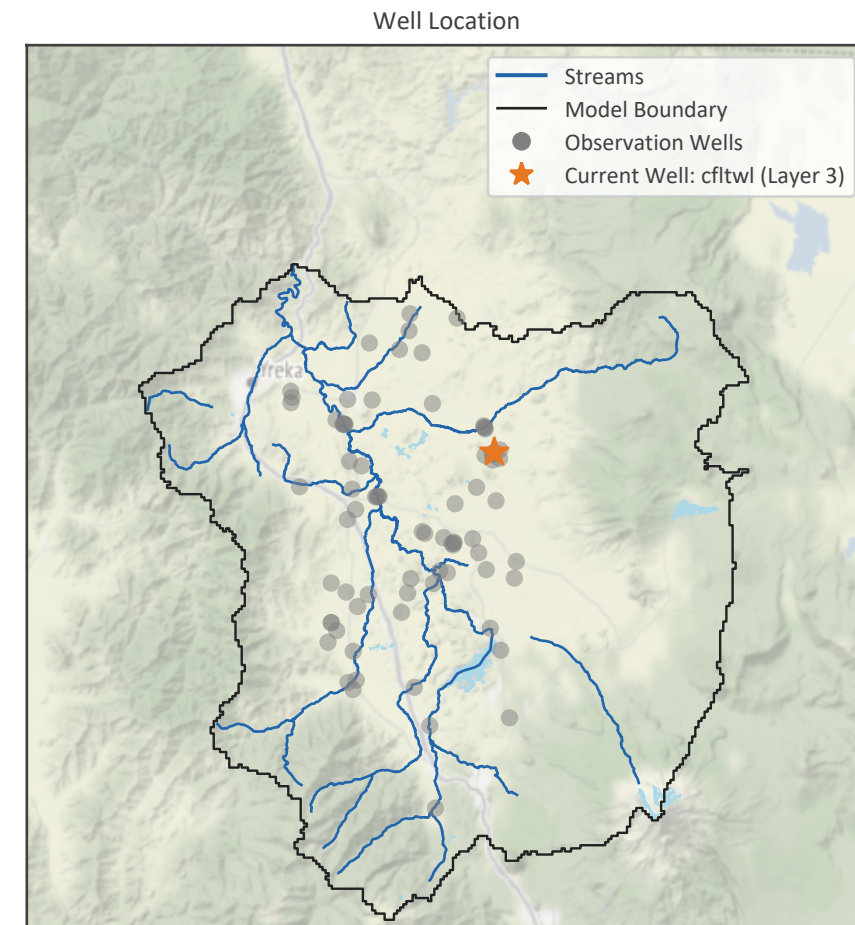 Well Location
Streams
Model Boundary
Observation Wells
Current Well: cfltwl (Layer 3)
Yreka